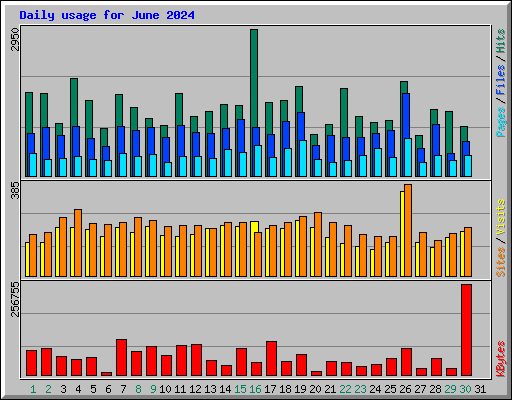 Daily usage for June 2024
2950
Pages / Files / Hits
385
Sites / Visits
256755
KBytes
1 2 3 4 5 6 7 8 9 10 11 12 13 14 15 16 17 18 19 20 21 22 23 24 25 26 27 28 29 30 31